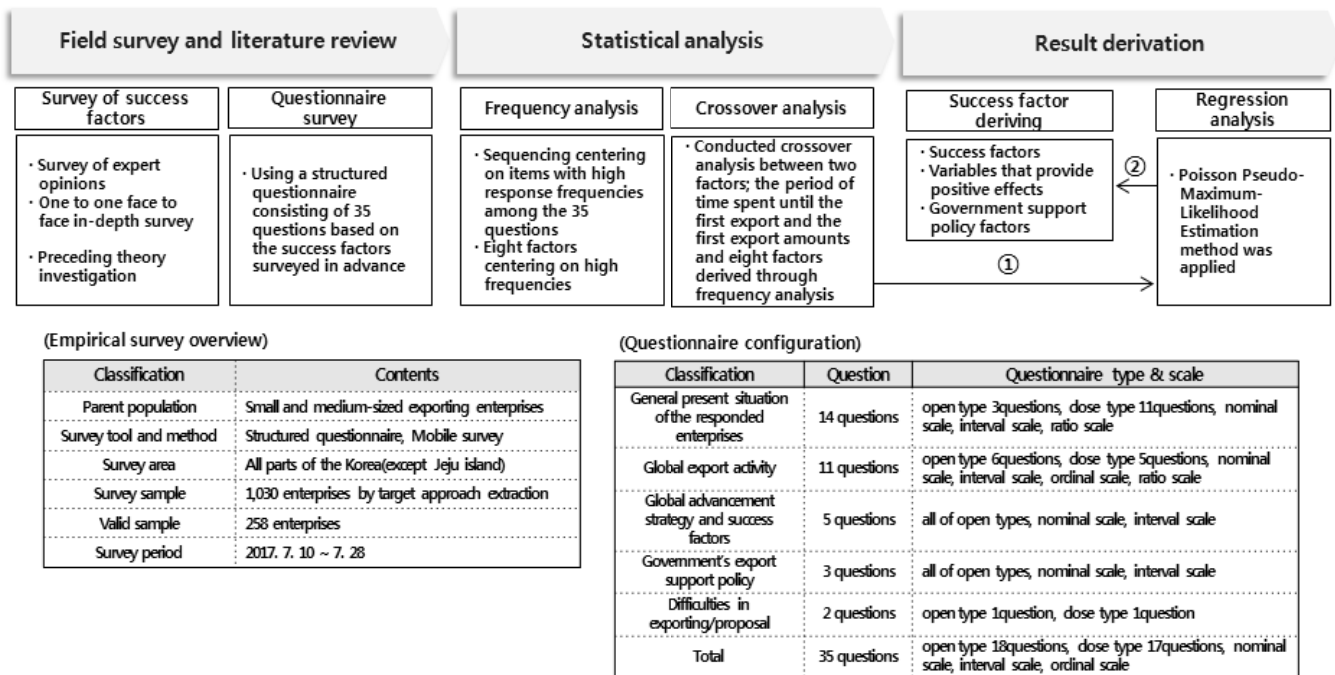 Field survey and literature review
Statistical analysis
Result derivation
Survey of success
factors
· Survey of expert
opinions
· One to one face to
face in-depth survey
· Preceding theory
investigation
Questionnaire
survey
· Using a structured
questionnaire
consisting of 35
questions based on
the success factors
surveyed in advance
Frequency analysis
· Sequencing centering
on items with high
response frequencies
among the 35
questions
· Eight factors
centering on high
frequencies
Crossover analysis
· Conducted crossover
analysis between two
factors; the period of
time spent until the
first export and the
first export amounts
and eight factors
derived through
frequency analysis
Success factor
deriving
· Success factors
· Variables that provide
positive effects
· Government support
policy factors
②
①
Regression
analysis
· Poisson Pseudo-
Maximum-
Likelihood
Estimation
method was
applied
(Empirical survey overview)
Classification Contents
Parent population Small and medium-sized exporting enterprises
Survey tool and method Structured questionnaire, Mobile survey
Survey area All parts of the Korea(except Jeju island)
Survey sample 1,030 enterprises by target approach extraction
Valid sample 258 enterprises
Survey period 2017. 7. 10 ~ 7. 28
(Questionnaire configuration)
Classification Question Questionnaire type & scale
General present situation
of the responded
enterprises
14 questions
open type 3questions, dose type 11questions, nominal
scale, interval scale, ratio scale
Global export activity
11 questions
open type 6questions, dose type 5questions, nominal
scale, interval scale, ordinal scale, ratio scale
Global advancement
strategy and success
factors
5 questions
all of open types, nominal scale, interval scale
Government's export
support policy
3 questions
all of open types, nominal scale, interval scale
Difficulties in
exporting/proposal
2 questions
open type 1question, dose type 1question
Total
35 questions
open type 18questions, dose type 17questions, nominal
scale, interval scale, ordinal scale